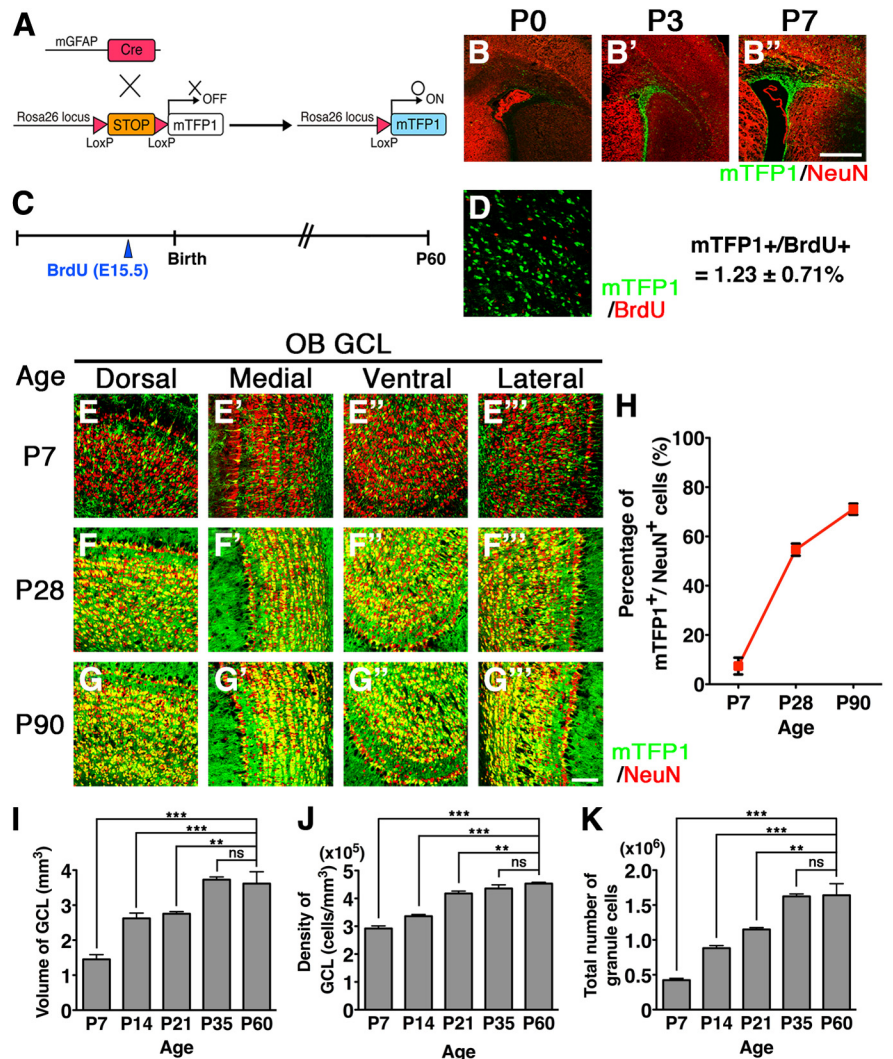 A
mGFAP
Cre
OFF
ON
Rosa26 locus
STOP
mTFP1
Rosa26 locus
mTFP1
LoxP
LoxP
LoxP
P0
P3
P7
B
B'
B''
mTFP1/NeuN
C
BrdU (E15.5)
Birth
P60
D
mTFP1
/BrdU
mTFP1+/BrdU+
= 1.23 ± 0.71%
OB GCL
Age
Dorsal
Medial
Ventral
Lateral
P7
E
E'
E''
E'''
P28
F
F'
F''
F'''
P90
G
G'
G''
G'''
mTFP1
/NeuN
H
Percentage of
mTFP1+/ NeuN+ cells (%)
100
80
60
40
20
0
P7
P28
P90
Age
I
***
***
**
ns
Volume of GCL (mm³)
4
3
2
1
0
P7
P14
P21
P35
P60
Age
J
***
***
**
ns
(x10⁵)
Density of
GCL (cells/mm³)
5
4
3
2
1
0
P7
P14
P21
P35
P60
Age
K
***
***
**
ns
(x10⁶)
Total number of
granule cells
2.0
1.5
1.0
0.5
0
P7
P14
P21
P35
P60
Age